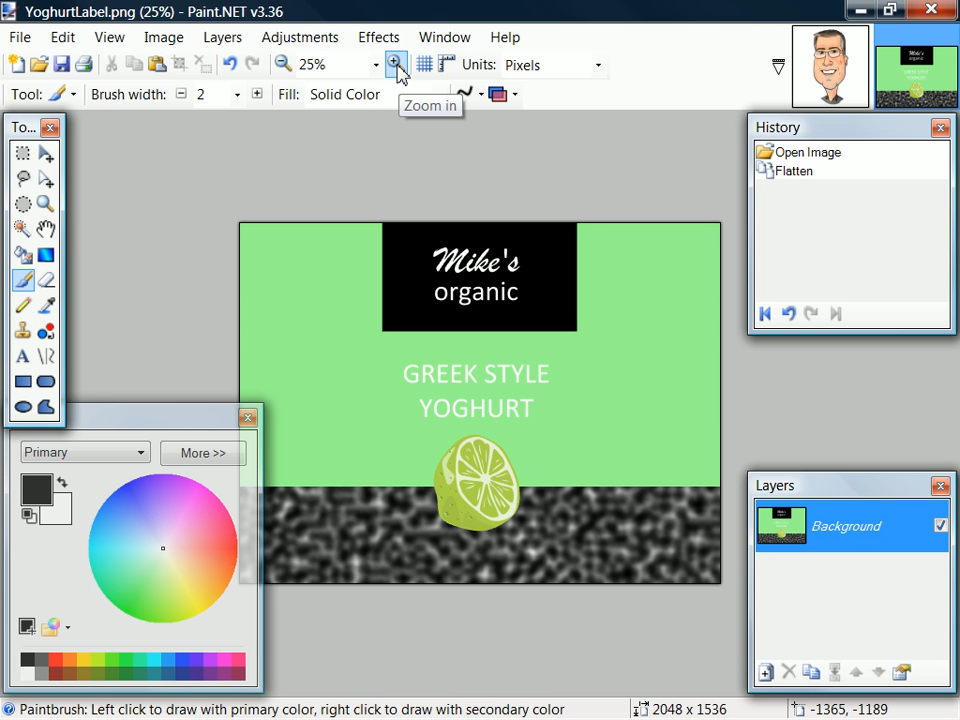 YoghurtLabel.png (25%) - Paint.NET v3.36
File Edit View Image Layers Adjustments Effects Window Help
25% Units: Pixels
Tool: Brush width: 2 Fill: Solid Color
Zoom in
To...
History
Open Image
Flatten
Mike's
organic
GREEK STYLE
YOGHURT
Primary
More >>
Layers
Background
Paintbrush: Left click to draw with primary color, right click to draw with secondary color
2048 x 1536
-1365, -1189